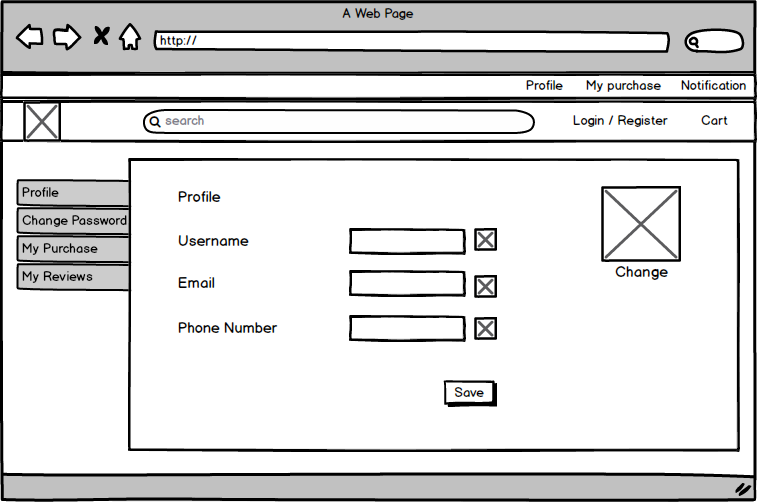 A Web Page
http://
Profile My purchase Notification
search
Login / Register Cart
Profile
Change Password
My Purchase
My Reviews
Profile
Username
Email
Phone Number
Change
Save